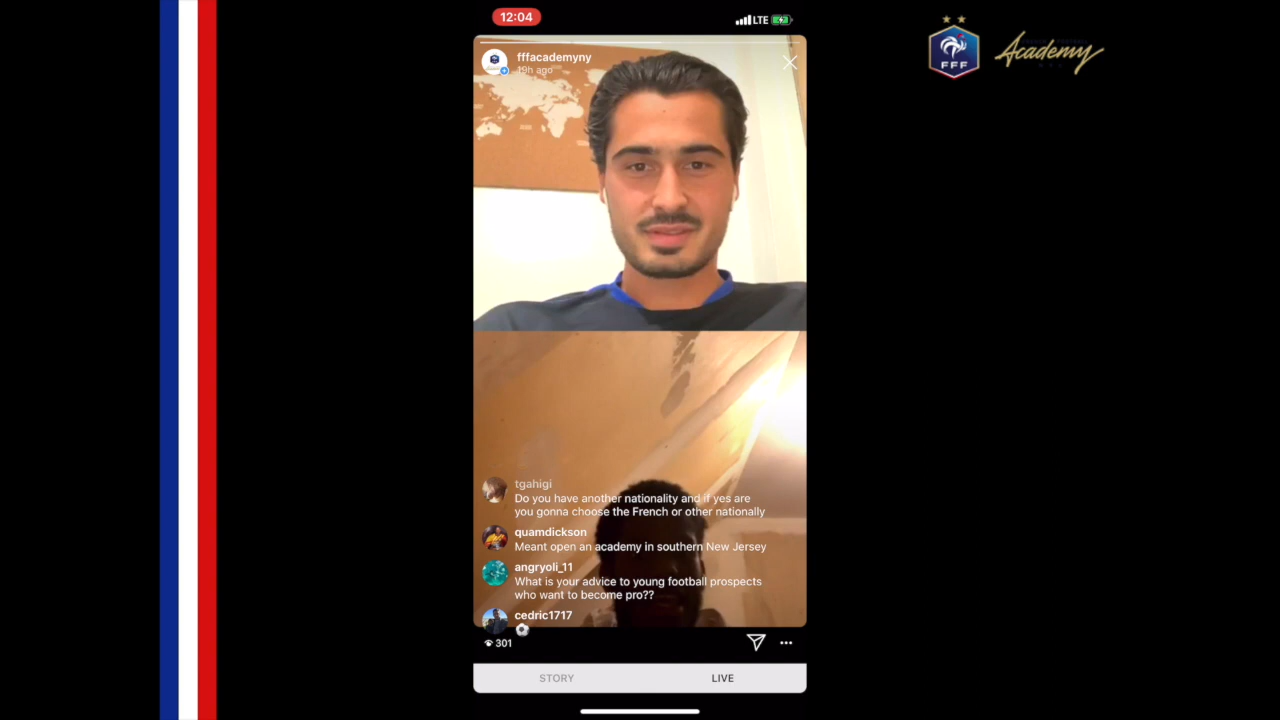 12:04
LTE
fffacademyny
19h ago
FFF
Academy
tgahigi
Do you have another nationality and if yes are
you gonna choose the French or other nationally
quamdickson
Meant open an academy in southern New Jersey
angryoli_11
What is your advice to young football prospects
who want to become pro??
cedric1717
301
STORY
LIVE